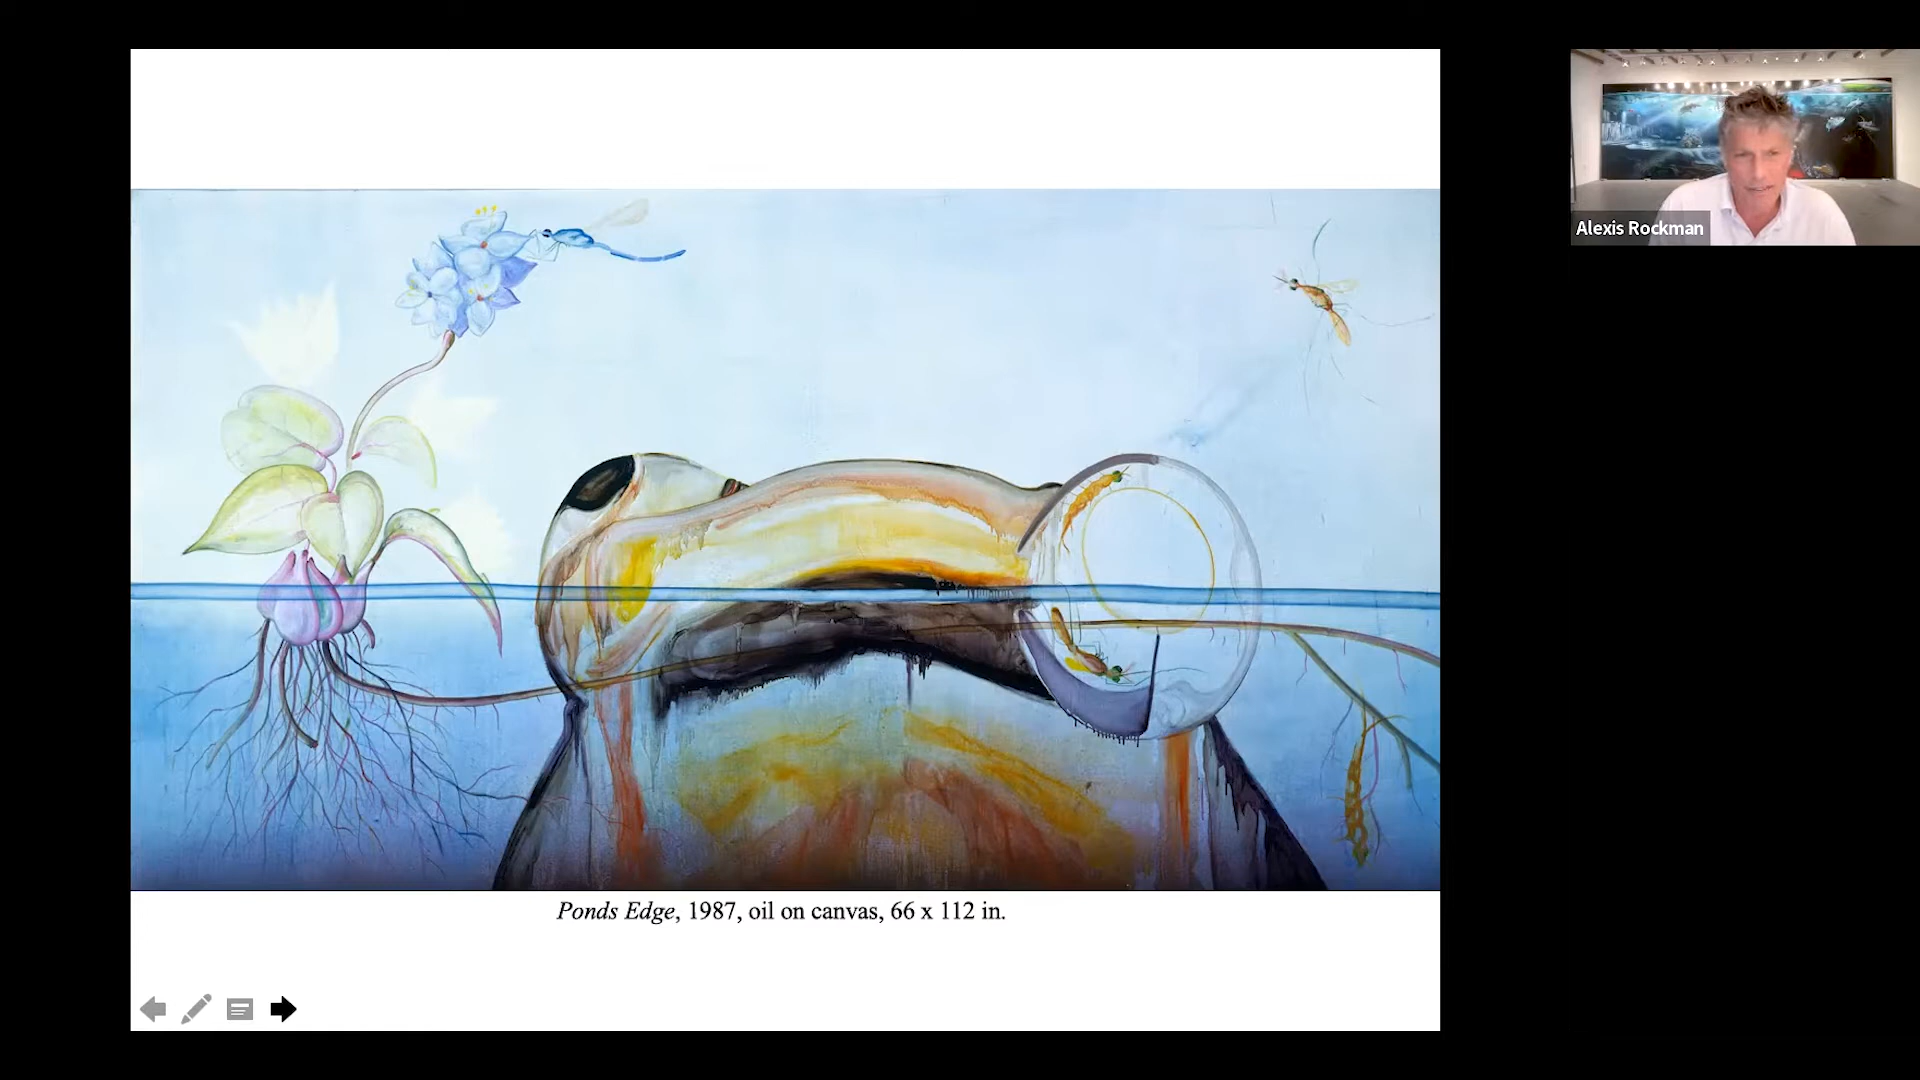 Alexis Rockman
Ponds Edge, 1987, oil on canvas, 66 x 112 in.